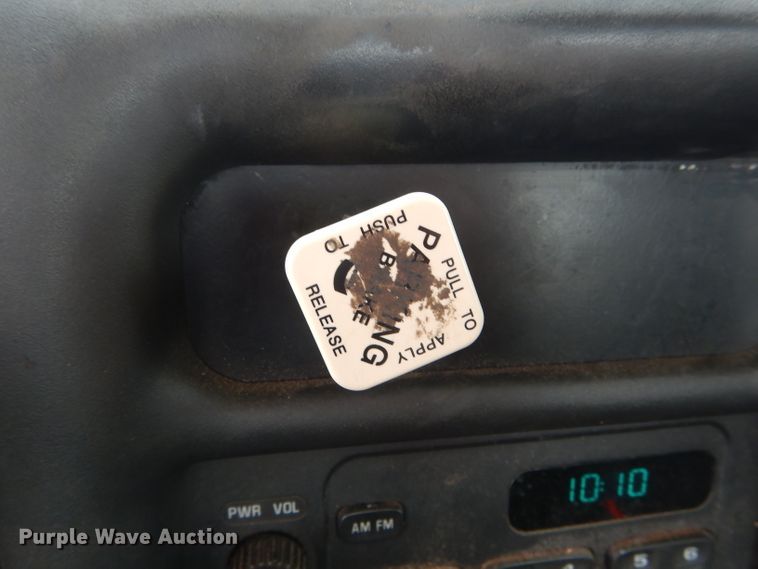 PUSH TO
PULL TO
APPLY
RELEASE
PWR VOL
AM FM
10:10
5 6
Purple Wave Auction